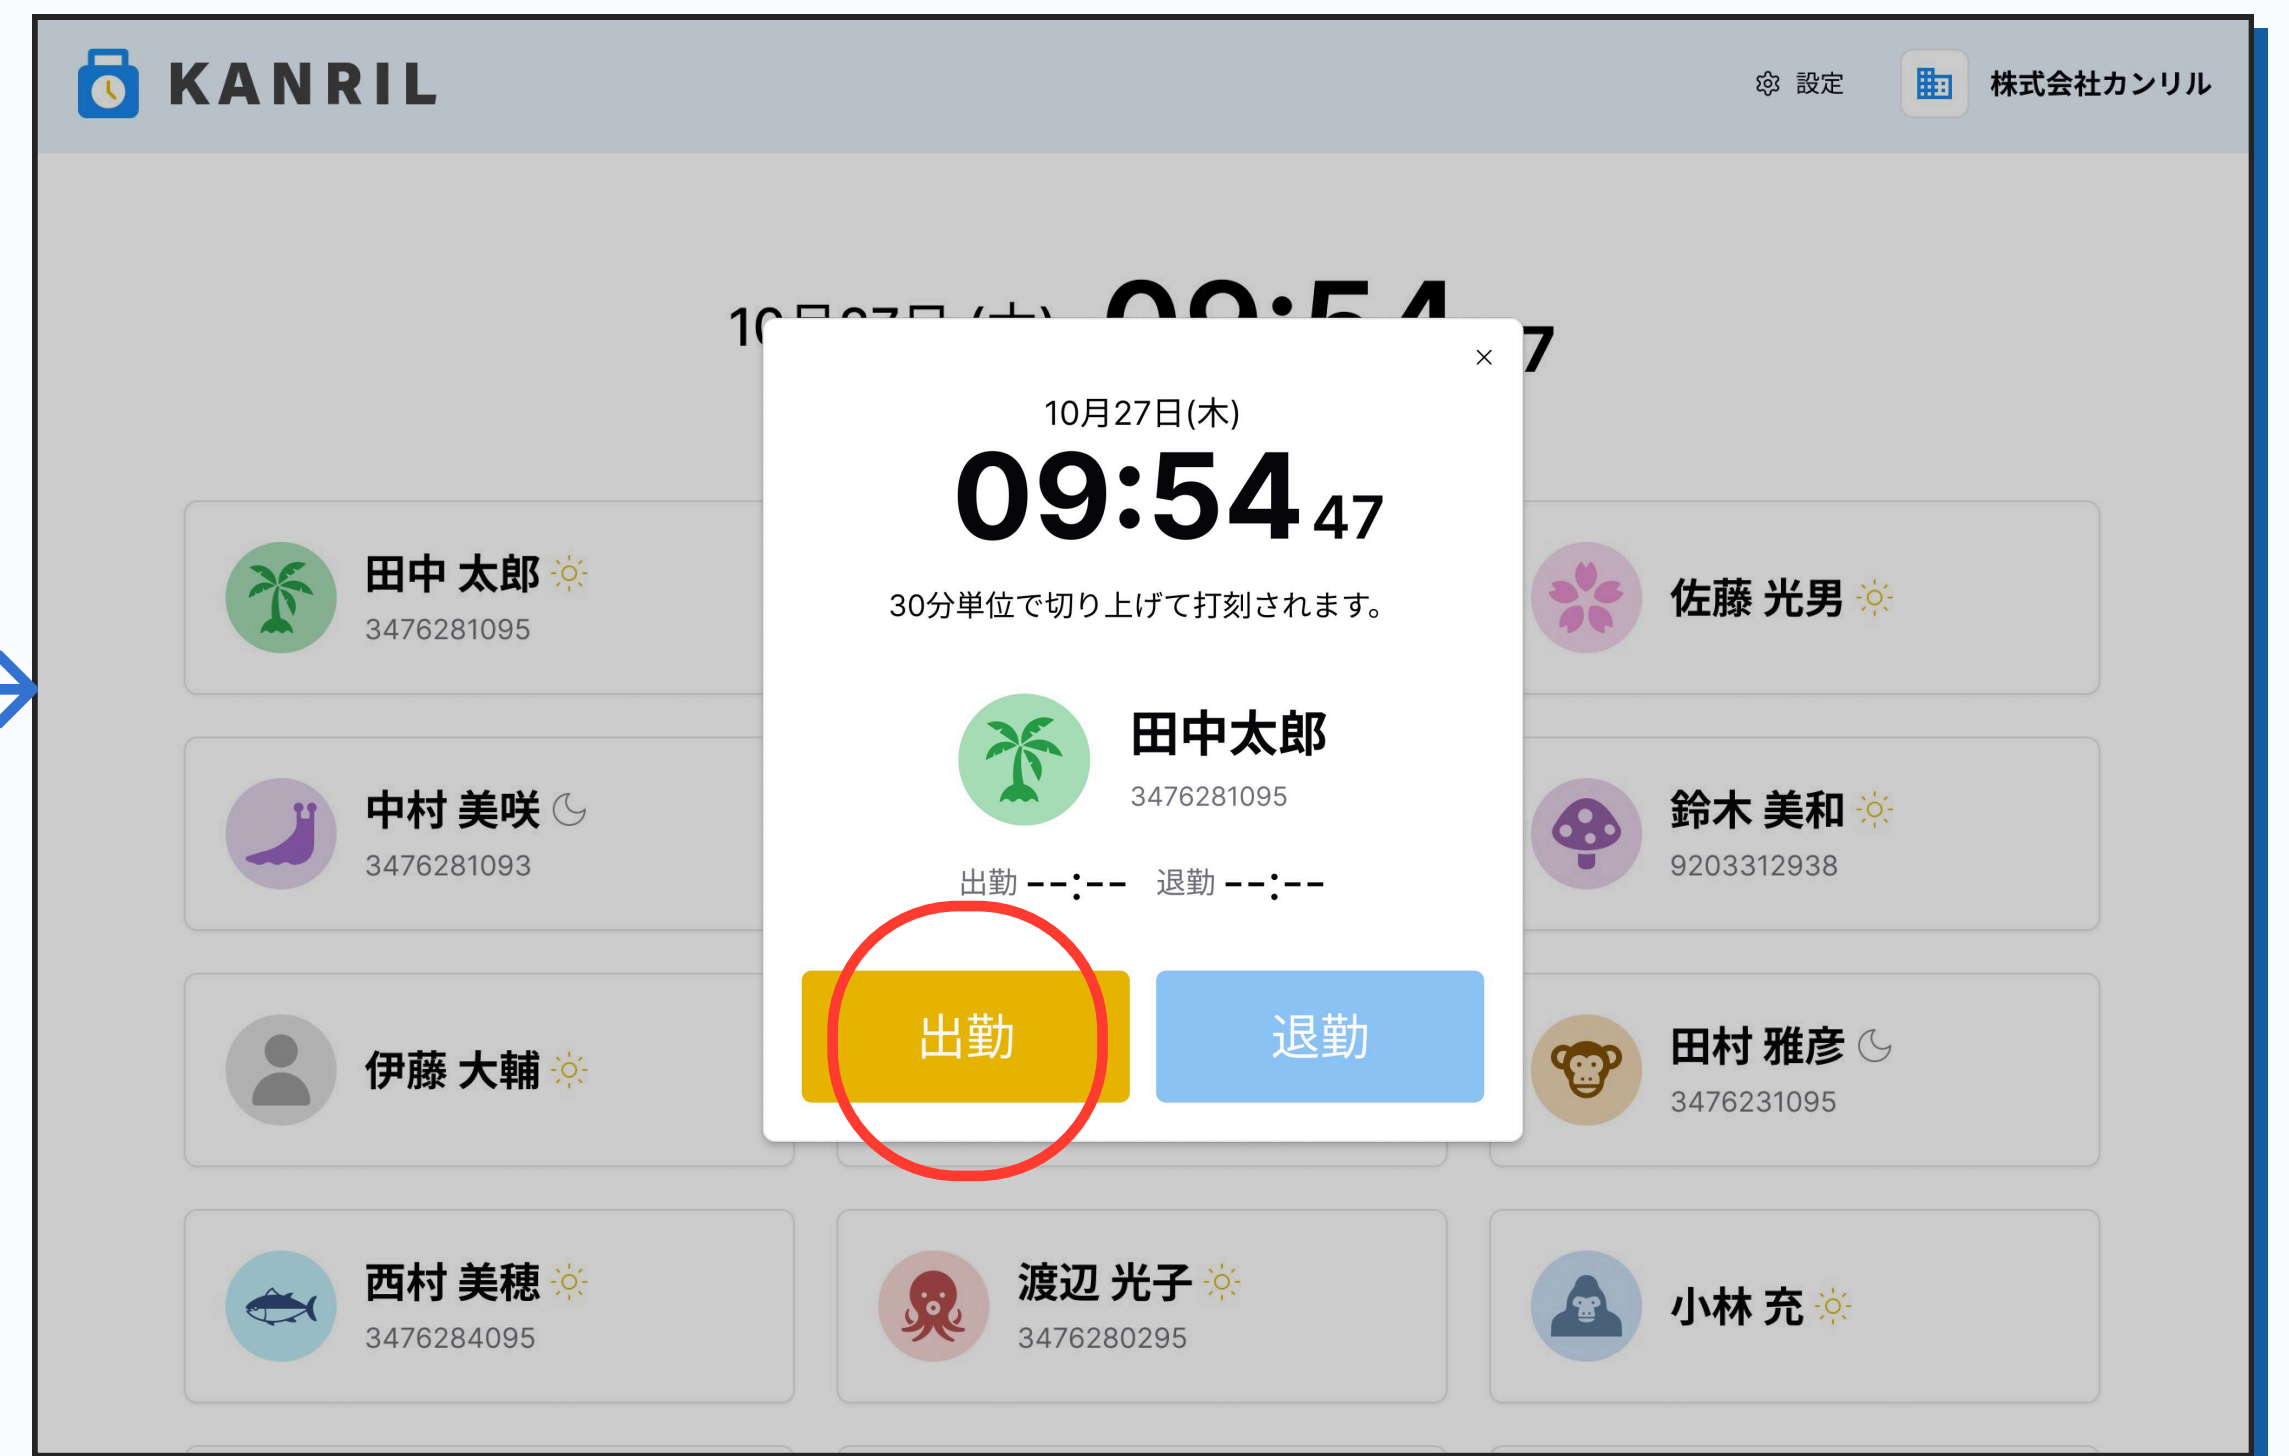 KANRIL
設定
株式会社カンリル
10月27日(木)
09:54 47
30分単位で切り上げて打刻されます。
田中太郎
3476281095
出勤 --:-- 退勤 --:--
出勤
退勤
田中 太郎
3476281095
佐藤 光男
中村 美咲
3476281093
鈴木 美和
9203312938
伊藤 大輔
田村 雅彦
3476231095
西村 美穂
3476284095
渡辺 光子
3476280295
小林 充